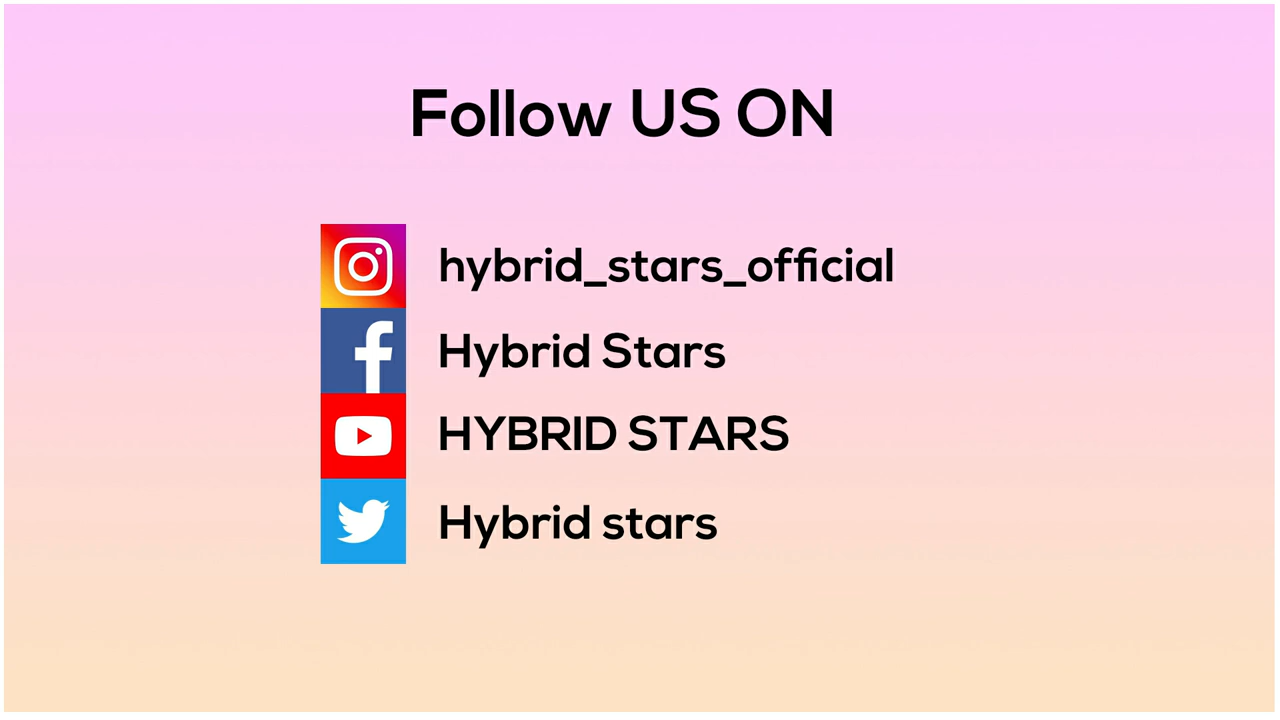 Follow US ON
hybrid_stars_official
Hybrid Stars
HYBRID STARS
Hybrid stars